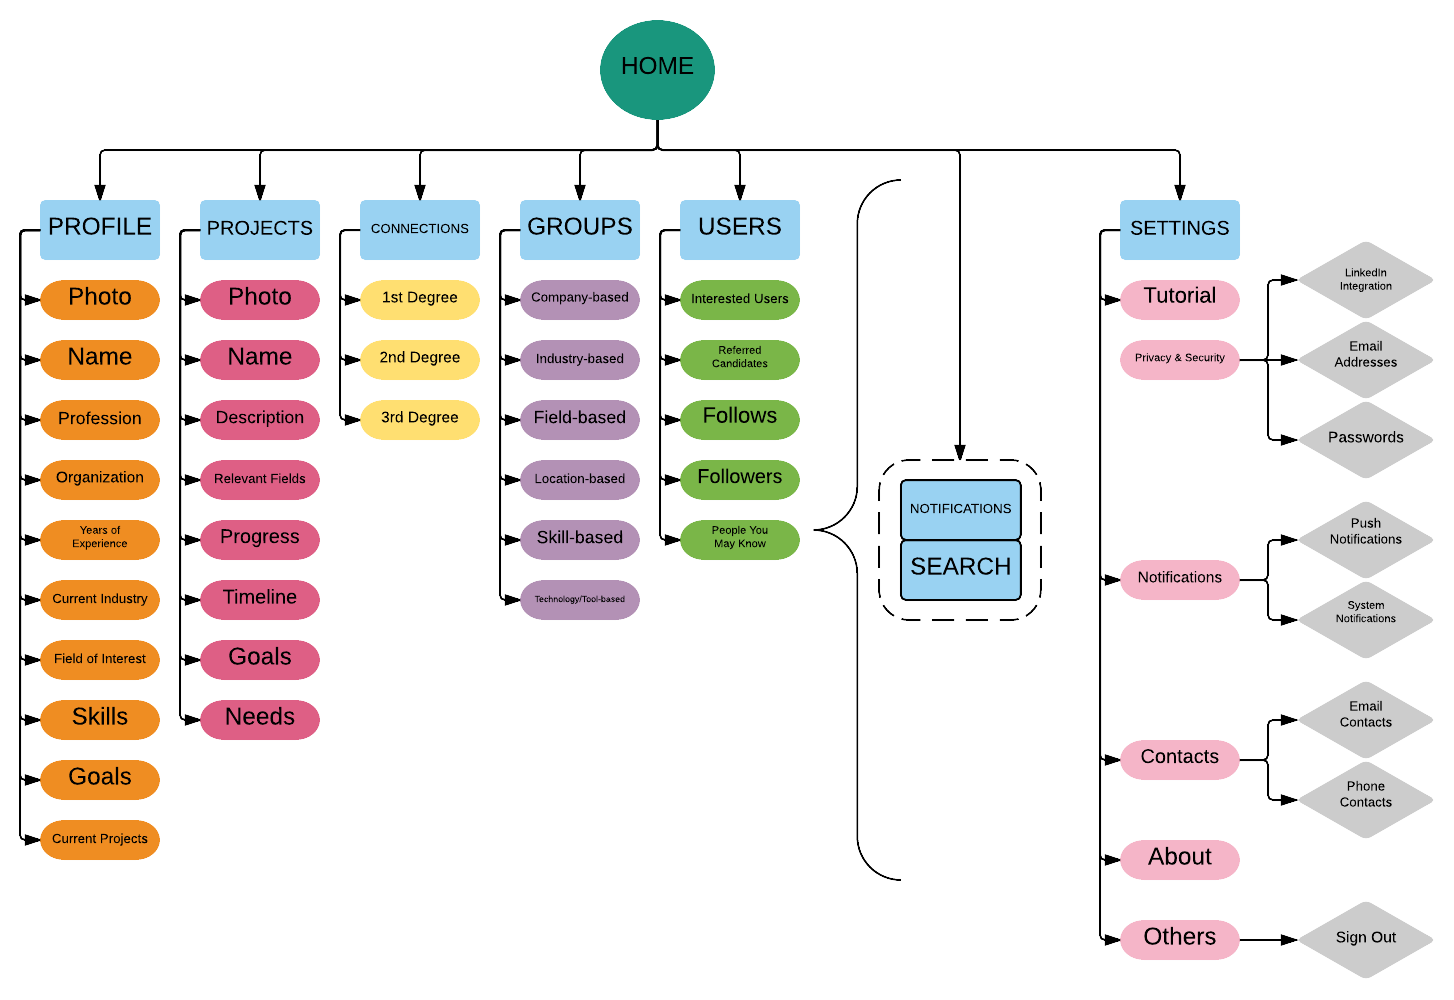 HOME
PROFILE
Photo
Name
Profession
Organization
Years of
Experience
Current Industry
Field of Interest
Skills
Goals
Current Projects
PROJECTS
Photo
Name
Description
Relevant Fields
Progress
Timeline
Goals
Needs
CONNECTIONS
1st Degree
2nd Degree
3rd Degree
GROUPS
Company-based
Industry-based
Field-based
Location-based
Skill-based
Technology/Tool-based
USERS
Interested Users
Referred
Candidates
Follows
Followers
People You
May Know
NOTIFICATIONS
SEARCH
SETTINGS
Tutorial
Privacy & Security
LinkedIn
Integration
Email
Addresses
Passwords
Notifications
Push
Notifications
System
Notifications
Contacts
Email
Contacts
Phone
Contacts
About
Others
Sign Out